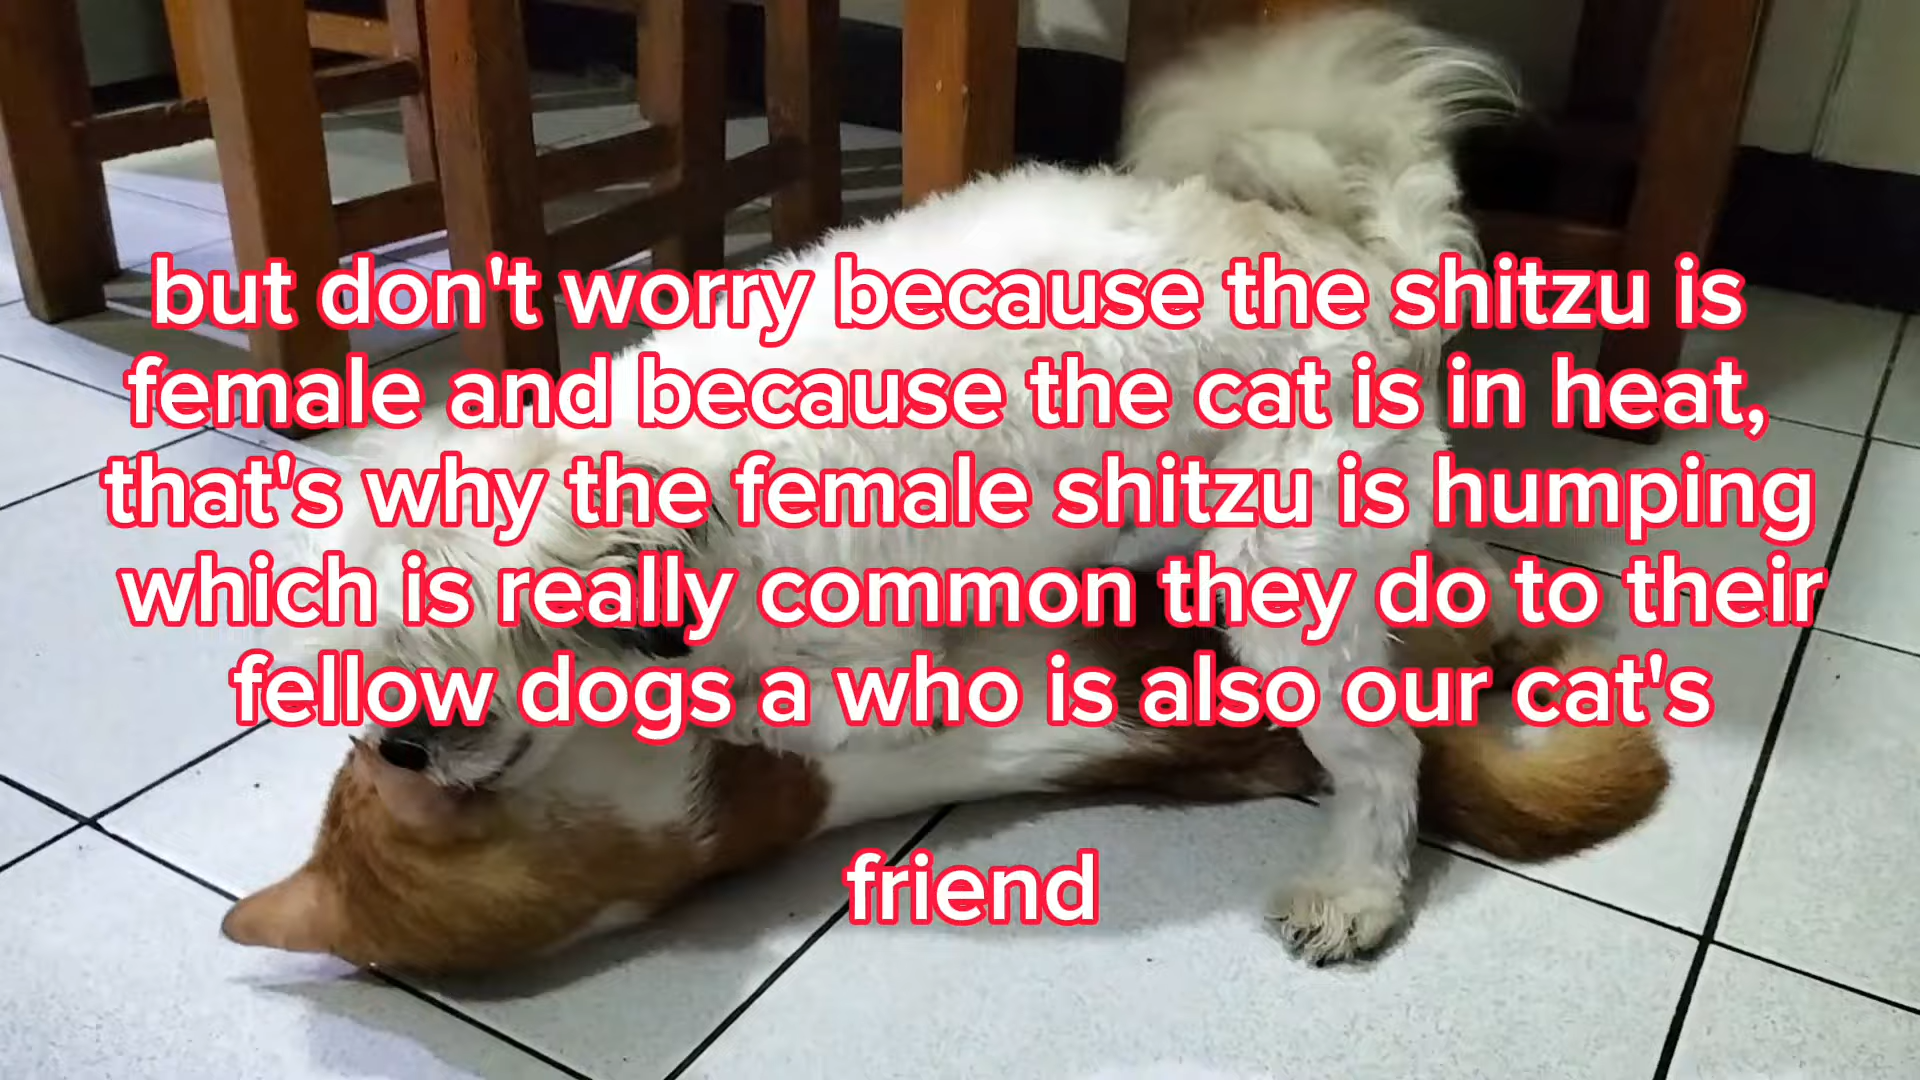 but don't worry because the shitzu is
female and because the cat is in heat,
that's why the female shitzu is humping
which is really common they do to their
fellow dogs a who is also our cat's
friend